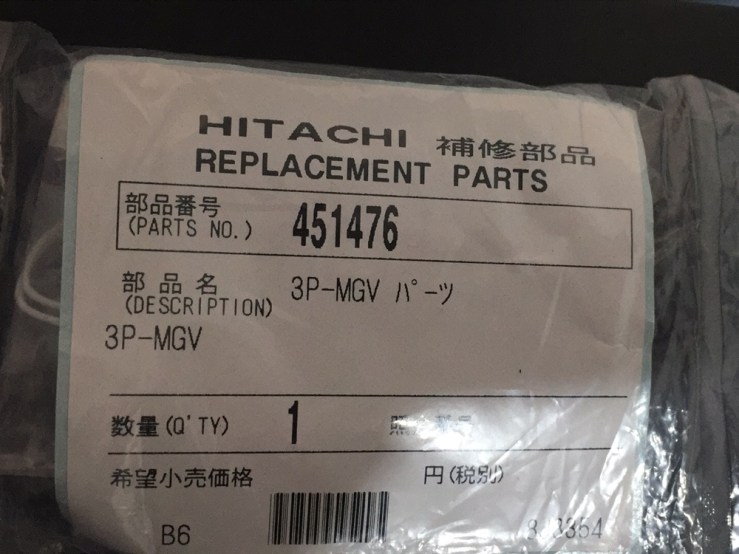 HITACHI 補修部品
REPLACEMENT PARTS
部品番号
(PARTS NO.) 451476
部品名 3P-MGV パーツ
(DESCRIPTION)
3P-MGV
数量(Q'TY) 1
希望小売価格 円(税別)
B6